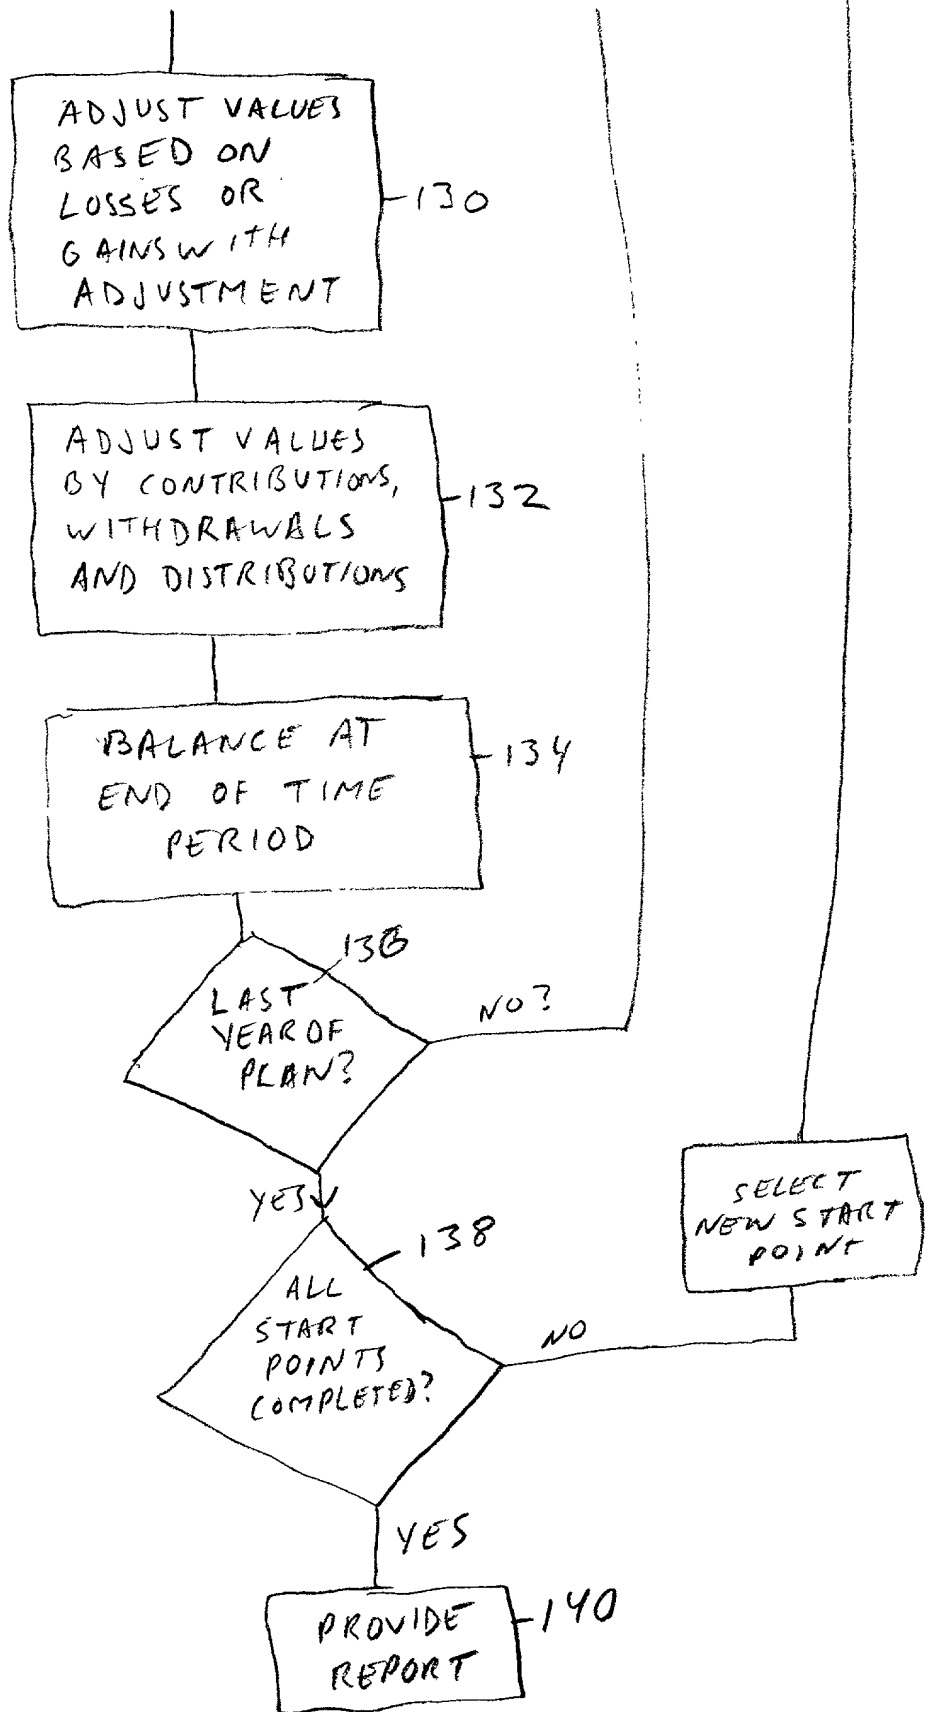 ADJUST VALUES
BASED ON
LOSSES OR
GAINS WITH
ADJUSTMENT
130
ADJUST VALUES
BY CONTRIBUTIONS,
WITHDRAWALS
AND DISTRIBUTIONS
132
BALANCE AT
END OF TIME
PERIOD
134
136
LAST
YEAR OF
PLAN?
NO?
YES
SELECT
NEW START
POINT
138
ALL
START
POINTS
COMPLETED?
NO
YES
PROVIDE
REPORT
140